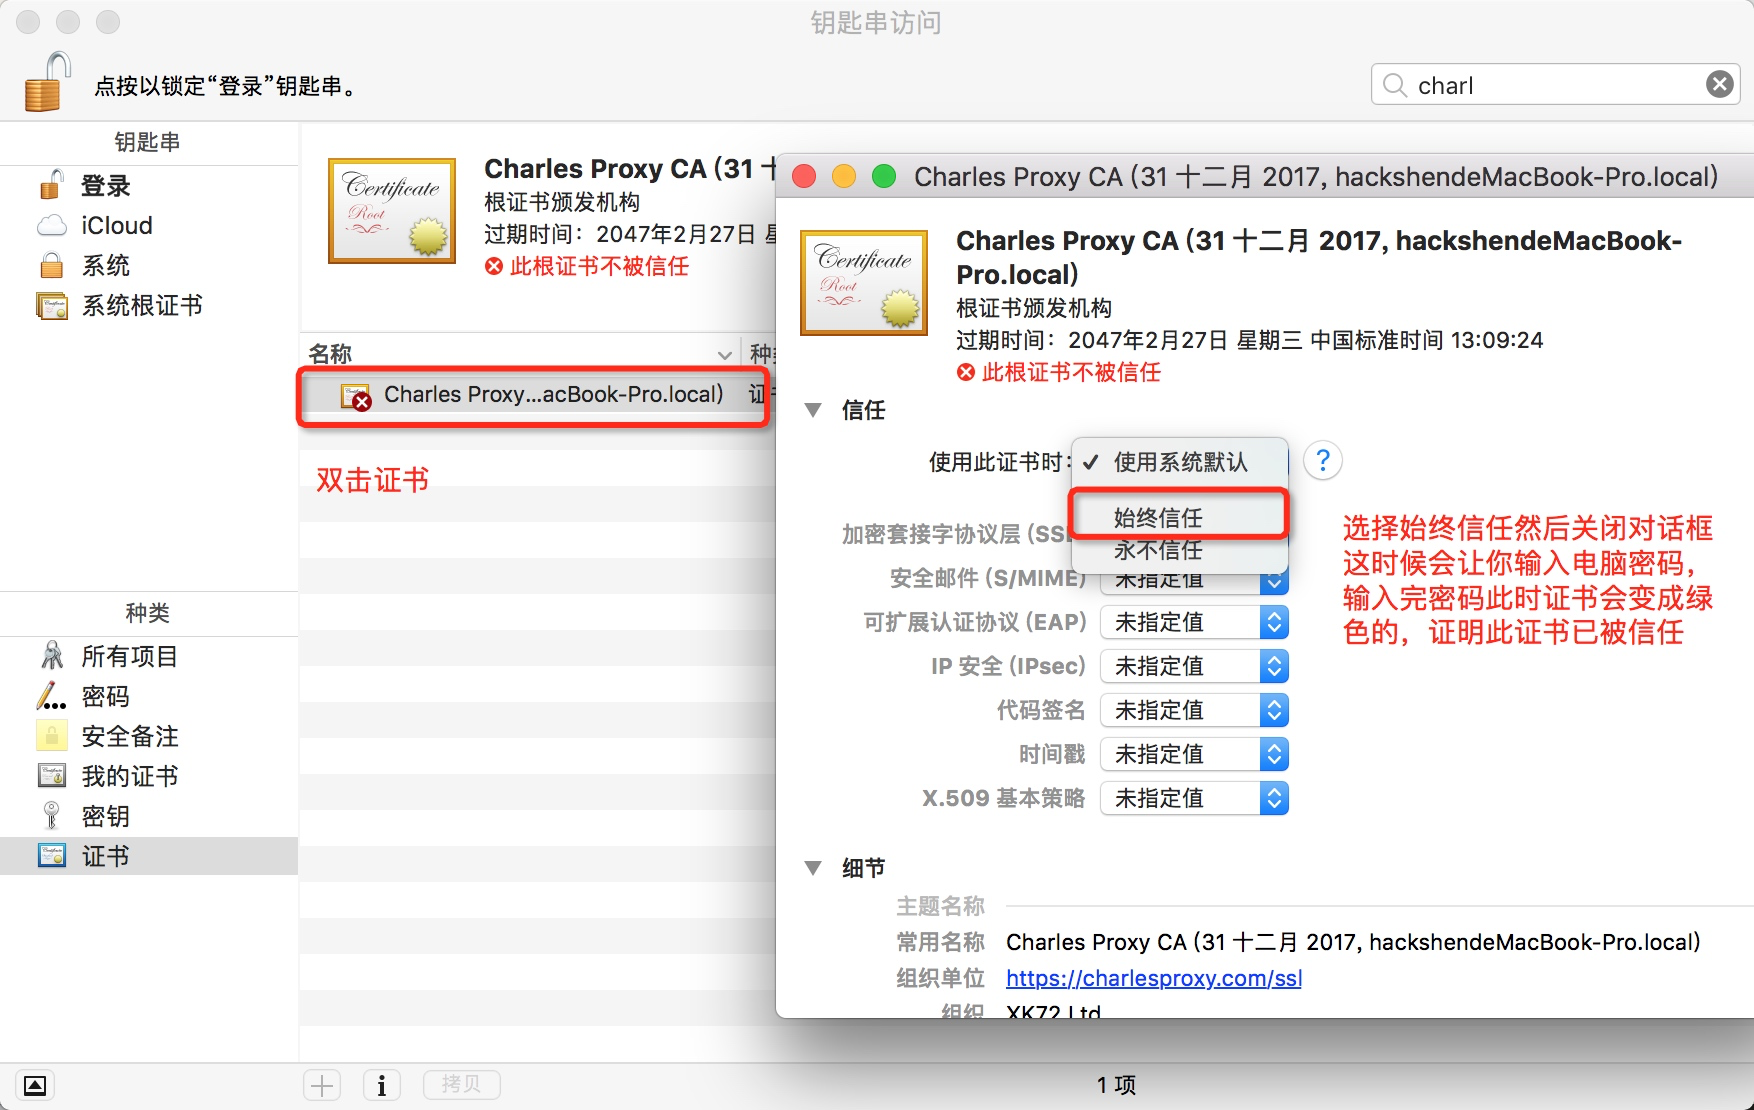 钥匙串访问
点按以锁定“登录”钥匙串。
charl
钥匙串
登录
iCloud
系统
系统根证书
种类
所有项目
密码
安全备注
我的证书
密钥
证书
Certificate
Root
Charles Proxy CA (31 十
根证书颁发机构
过期时间：2047年2月27日 星
此根证书不被信任
名称
种类
Charles Proxy...acBook-Pro.local)
证书
双击证书
Charles Proxy CA (31 十二月 2017, hackshendeMacBook-Pro.local)
Certificate
Root
Charles Proxy CA (31 十二月 2017, hackshendeMacBook-
Pro.local)
根证书颁发机构
过期时间：2047年2月27日 星期三 中国标准时间 13:09:24
此根证书不被信任
信任
使用此证书时：
✓ 使用系统默认
?
始终信任
永不信任
加密套接字协议层 (SSL
安全邮件 (S/MIME) 未指定值
可扩展认证协议 (EAP) 未指定值
IP 安全 (IPsec) 未指定值
代码签名 未指定值
时间戳 未指定值
X.509 基本策略 未指定值
选择始终信任然后关闭对话框
这时候会让你输入电脑密码，
输入完密码此时证书会变成绿
色的，证明此证书已被信任
细节
主题名称
常用名称 Charles Proxy CA (31 十二月 2017, hackshendeMacBook-Pro.local)
组织单位 https://charlesproxy.com/ssl
组织 XK72 Ltd
拷贝
1 项